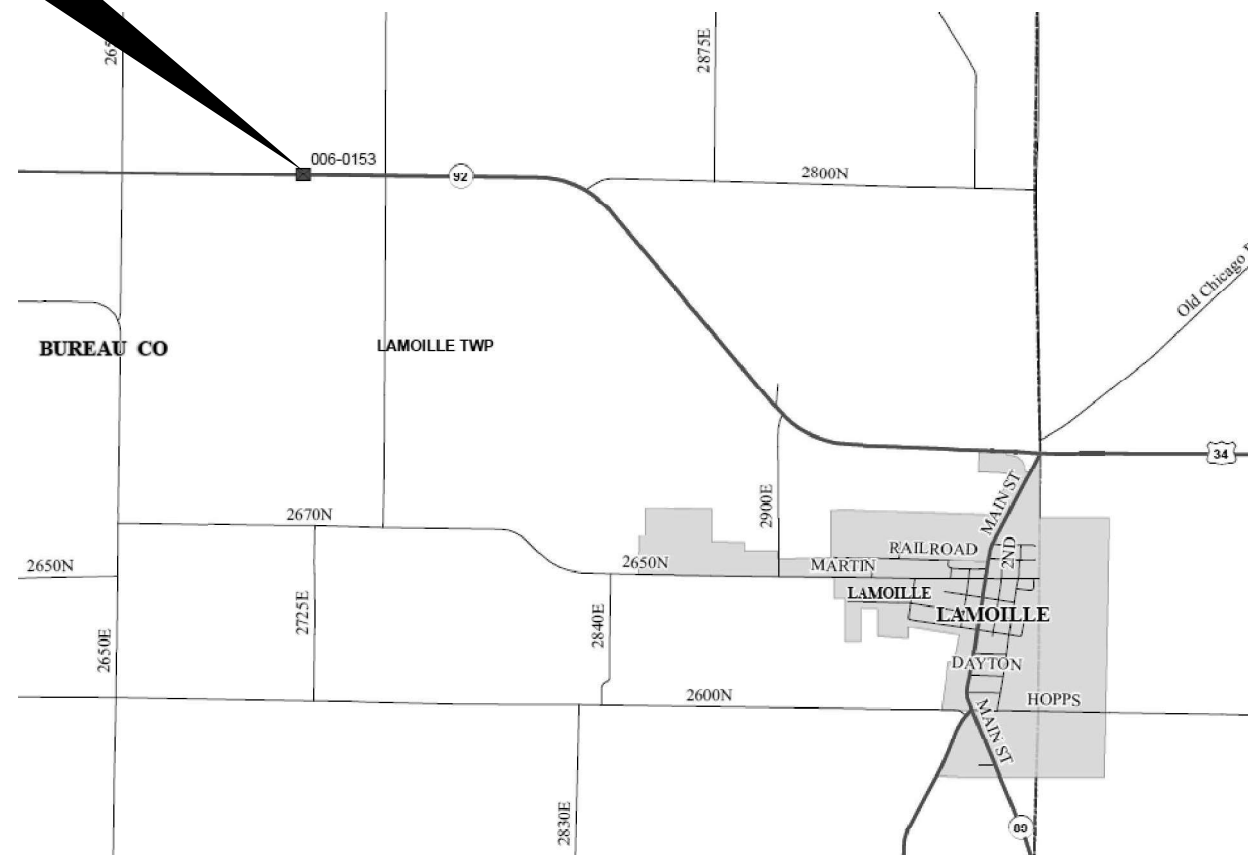 2875E
006-0153
92
2800N
Old Chicago
BUREAU CO
LAMOILLE TWP
34
MAIN ST
2900E
2670N
RAILROAD
2ND
2650N
2650N
MARTIN
LAMOILLE
LAMOILLE
2725E
2840E
2650E
DAYTON
2600N
HOPPS
MAIN ST
2830E